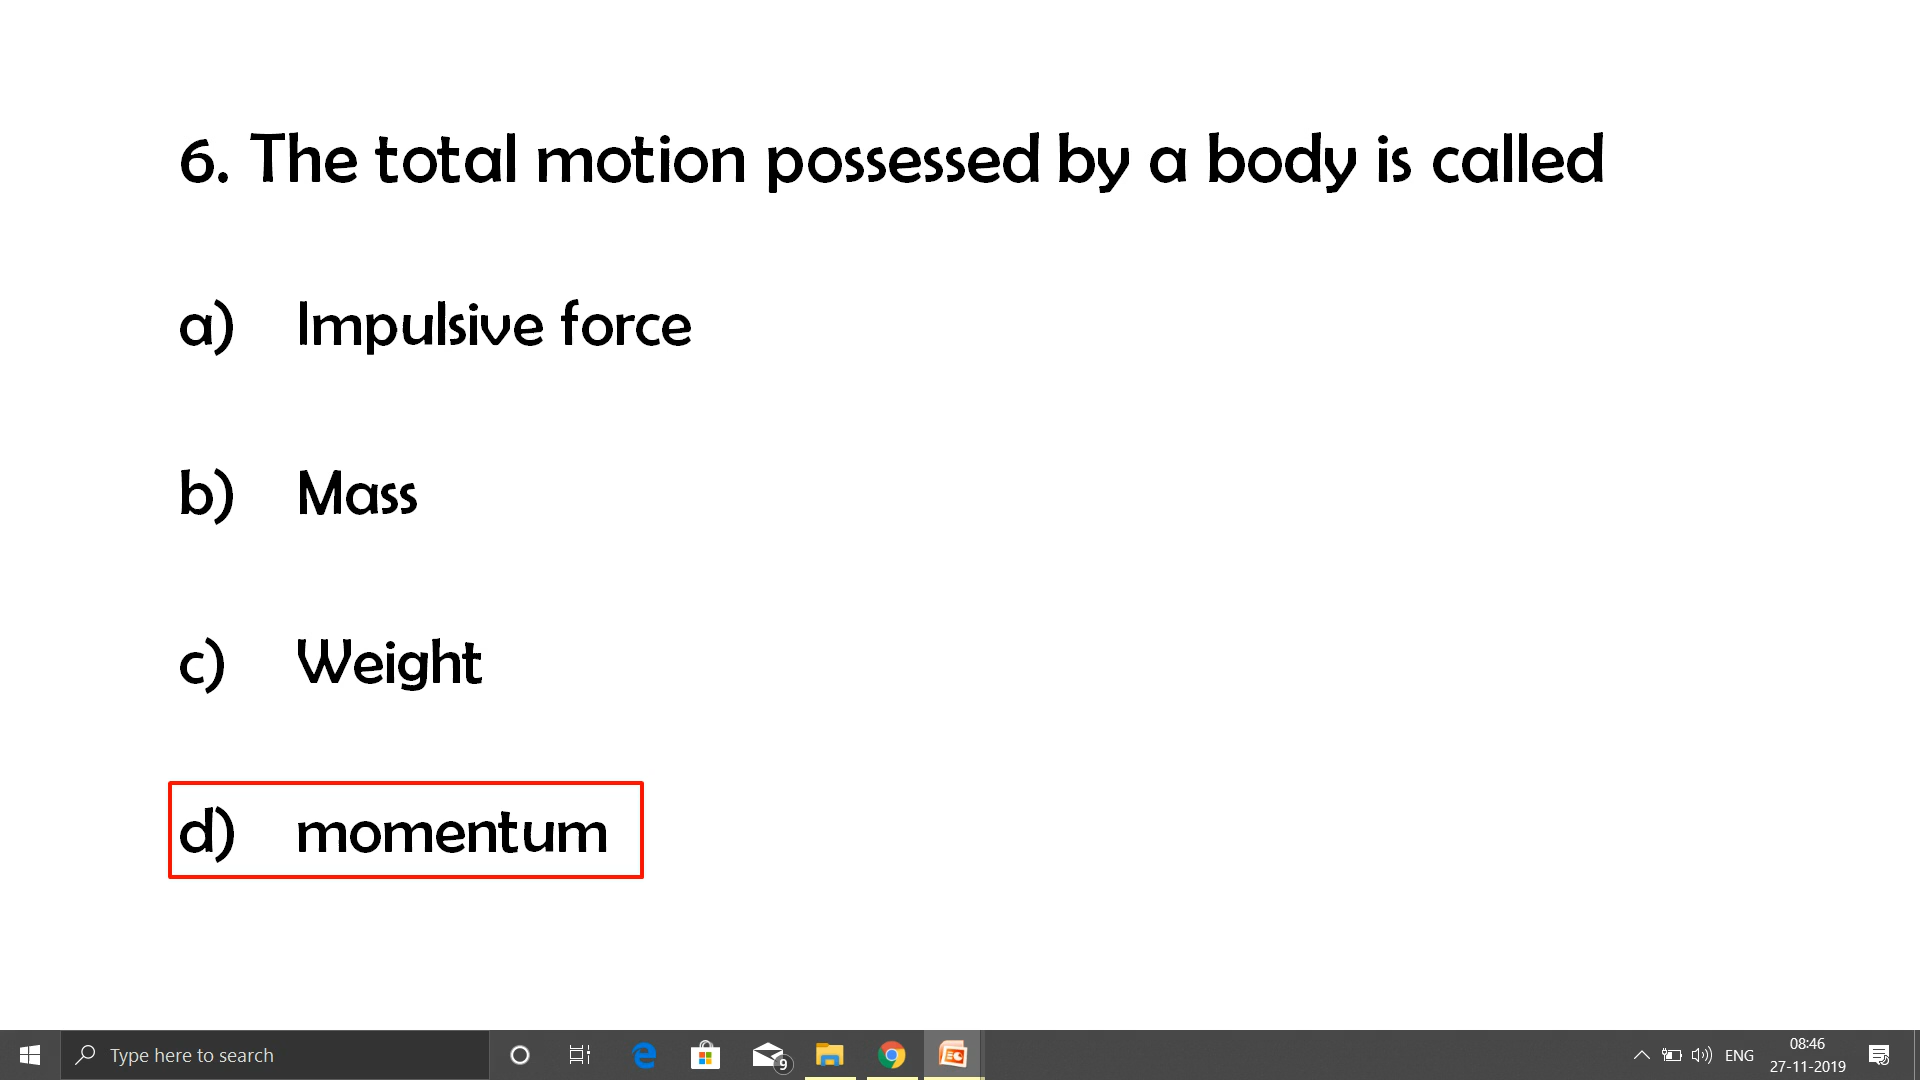 6. The total motion possessed by a body is called
a) Impulsive force
b) Mass
c) Weight
d) momentum
Type here to search
9
ENG
08:46
27-11-2019